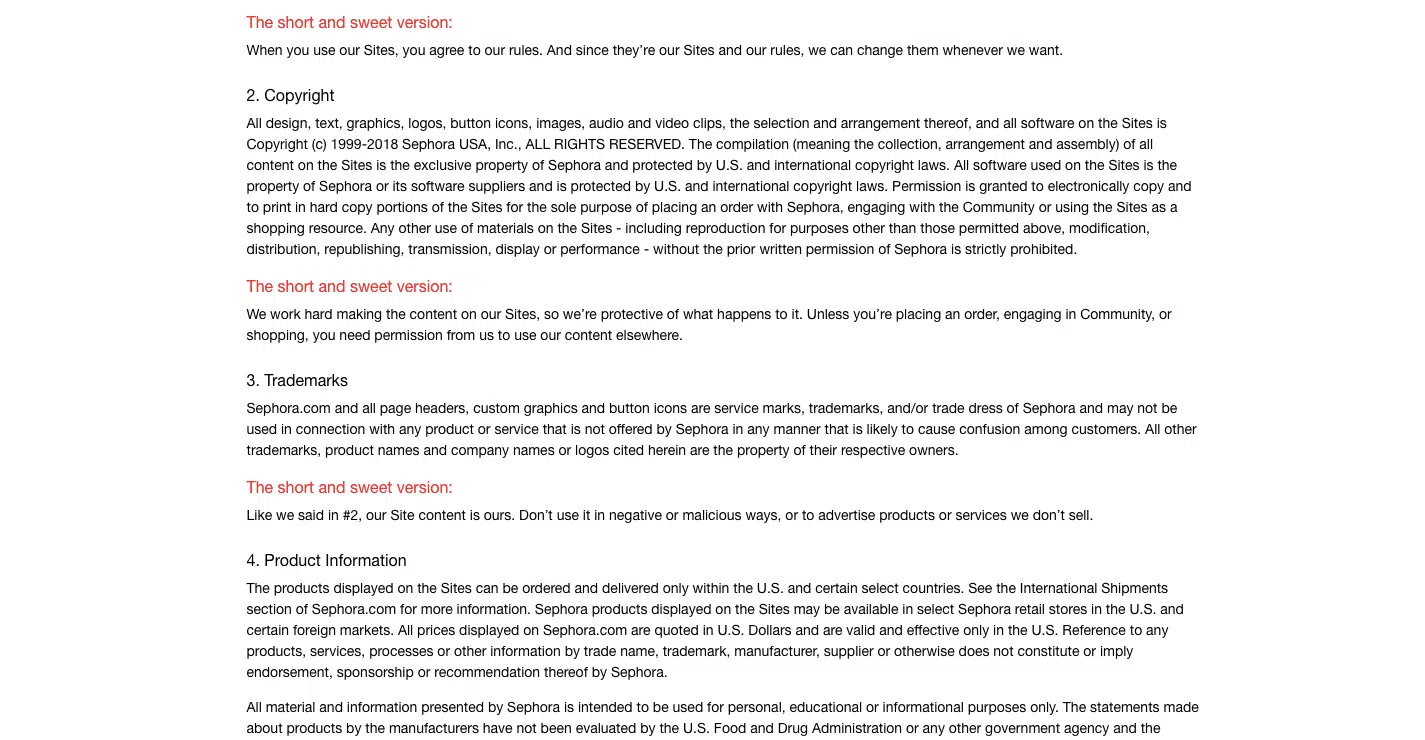 The short and sweet version:
When you use our Sites, you agree to our rules. And since they’re our Sites and our rules, we can change them whenever we want.
2. Copyright
All design, text, graphics, logos, button icons, images, audio and video clips, the selection and arrangement thereof, and all software on the Sites is
Copyright (c) 1999-2018 Sephora USA, Inc., ALL RIGHTS RESERVED. The compilation (meaning the collection, arrangement and assembly) of all
content on the Sites is the exclusive property of Sephora and protected by U.S. and international copyright laws. All software used on the Sites is the
property of Sephora or its software suppliers and is protected by U.S. and international copyright laws. Permission is granted to electronically copy and
to print in hard copy portions of the Sites for the sole purpose of placing an order with Sephora, engaging with the Community or using the Sites as a
shopping resource. Any other use of materials on the Sites - including reproduction for purposes other than those permitted above, modification,
distribution, republishing, transmission, display or performance - without the prior written permission of Sephora is strictly prohibited.
The short and sweet version:
We work hard making the content on our Sites, so we’re protective of what happens to it. Unless you’re placing an order, engaging in Community, or
shopping, you need permission from us to use our content elsewhere.
3. Trademarks
Sephora.com and all page headers, custom graphics and button icons are service marks, trademarks, and/or trade dress of Sephora and may not be
used in connection with any product or service that is not offered by Sephora in any manner that is likely to cause confusion among customers. All other
trademarks, product names and company names or logos cited herein are the property of their respective owners.
The short and sweet version:
Like we said in #2, our Site content is ours. Don’t use it in negative or malicious ways, or to advertise products or services we don’t sell.
4. Product Information
The products displayed on the Sites can be ordered and delivered only within the U.S. and certain select countries. See the International Shipments
section of Sephora.com for more information. Sephora products displayed on the Sites may be available in select Sephora retail stores in the U.S. and
certain foreign markets. All prices displayed on Sephora.com are quoted in U.S. Dollars and are valid and effective only in the U.S. Reference to any
products, services, processes or other information by trade name, trademark, manufacturer, supplier or otherwise does not constitute or imply
endorsement, sponsorship or recommendation thereof by Sephora.
All material and information presented by Sephora is intended to be used for personal, educational or informational purposes only. The statements made
about products by the manufacturers have not been evaluated by the U.S. Food and Drug Administration or any other government agency and the